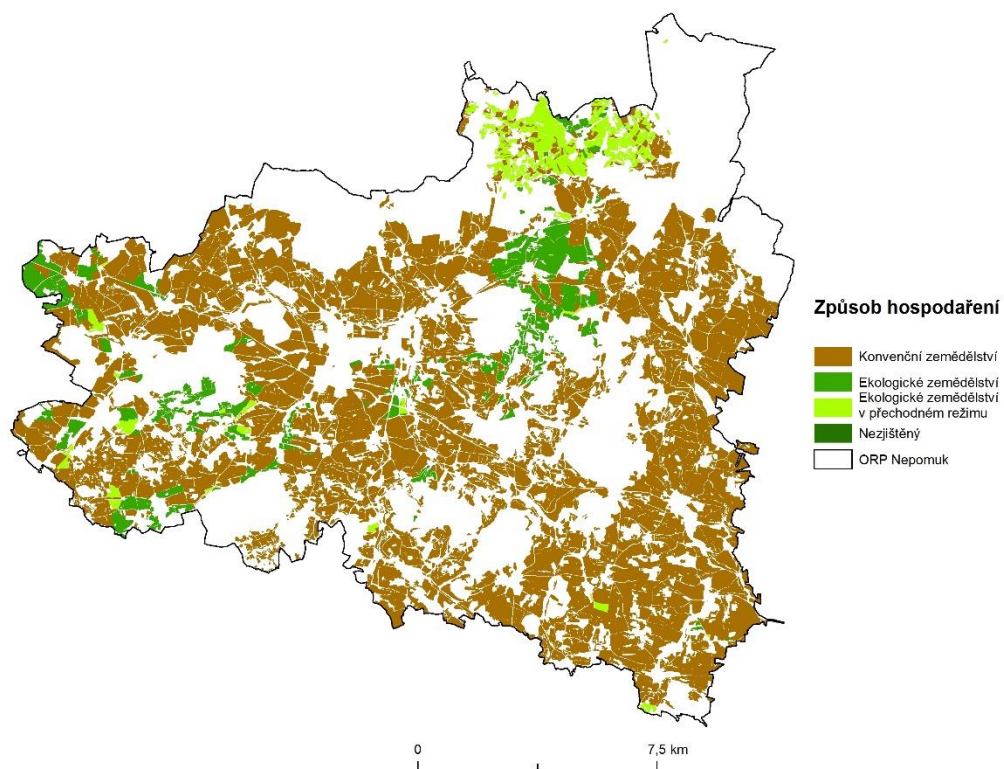 Způsob hospodaření
Konvenční zemědělství
Ekologické zemědělství
Ekologické zemědělství
v přechodném režimu
Nezjištěný
ORP Nepomuk
0 7,5 km